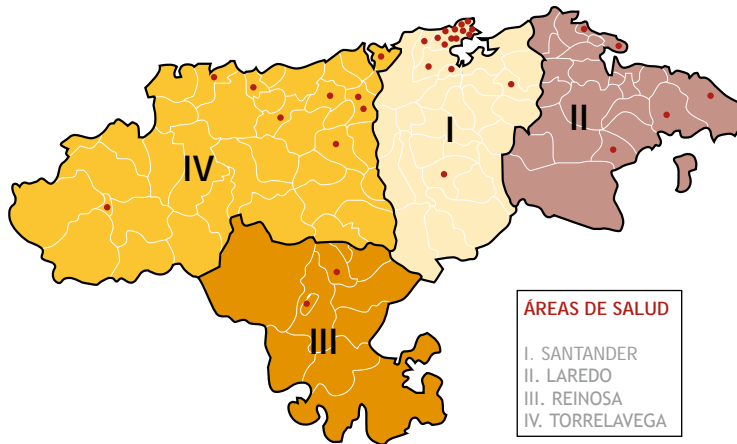 I
II
IV
III
ÁREAS DE SALUD
I. SANTANDER
II. LAREDO
III. REINOSA
IV. TORRELAVEGA